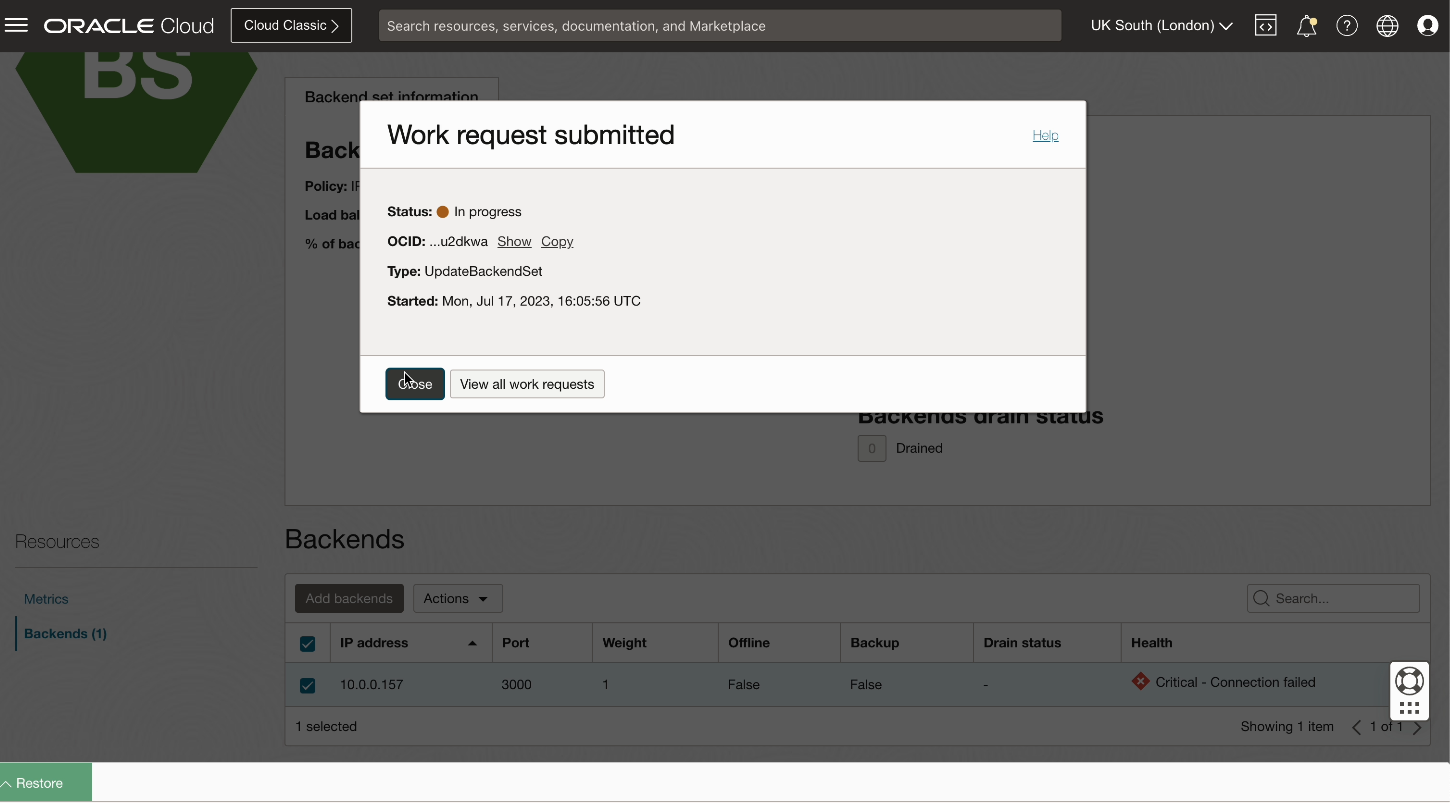 ORACLE Cloud
Cloud Classic
Search resources, services, documentation, and Marketplace
UK South (London)
BS
Backend set information
Work request submitted
Help
Back
Policy: IP
Load bal
% of bac
Status: In progress
OCID: ...u2dkwa Show Copy
Type: UpdateBackendSet
Started: Mon, Jul 17, 2023, 16:05:56 UTC
Close
View all work requests
Backends drain status
0 Drained
Resources
Metrics
Backends (1)
Backends
Add backends
Actions
Search...
IP address Port Weight Offline Backup Drain status Health
10.0.0.157 3000 1 False False - Critical - Connection failed
1 selected
Showing 1 item
1 of 1
Restore